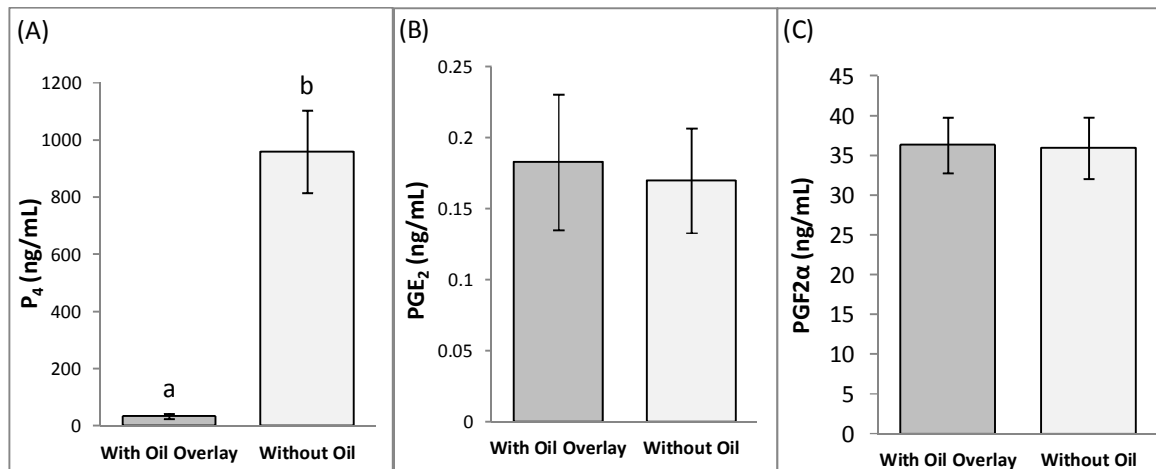 (A)
P4 (ng/mL)
1200
1000
800
600
400
200
0
a
b
With Oil Overlay
Without Oil
(B)
PGE2 (ng/mL)
0.25
0.2
0.15
0.1
0.05
0
With Oil Overlay
Without Oil
(C)
PGF2α (ng/mL)
45
40
35
30
25
20
15
10
5
0
With Oil Overlay
Without Oil